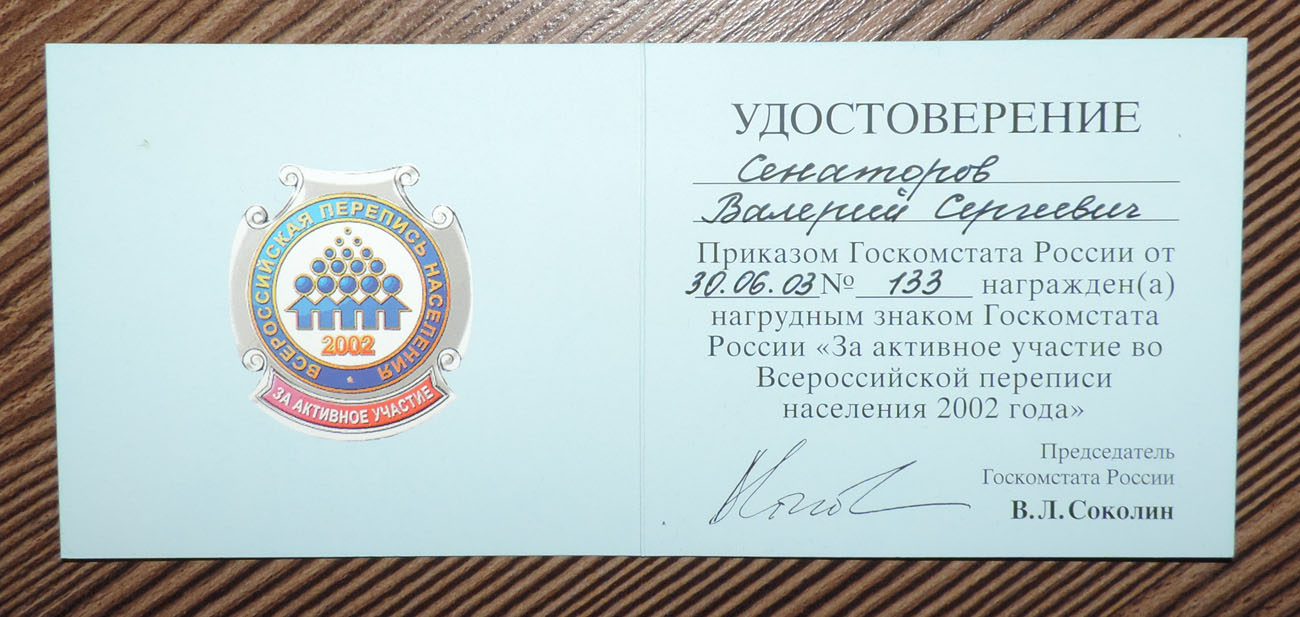 ВСЕРОССИЙСКАЯ ПЕРЕПИСЬ НАСЕЛЕНИЯ
2002
ЗА АКТИВНОЕ УЧАСТИЕ
УДОСТОВЕРЕНИЕ
Сенаторов
Валерий Сергеевич
Приказом Госкомстата России от
30.06.03 № 133 награжден(а)
нагрудным знаком Госкомстата
России «За активное участие во
Всероссийской переписи
населения 2002 года»
Председатель
Госкомстата России
В.Л.Соколин